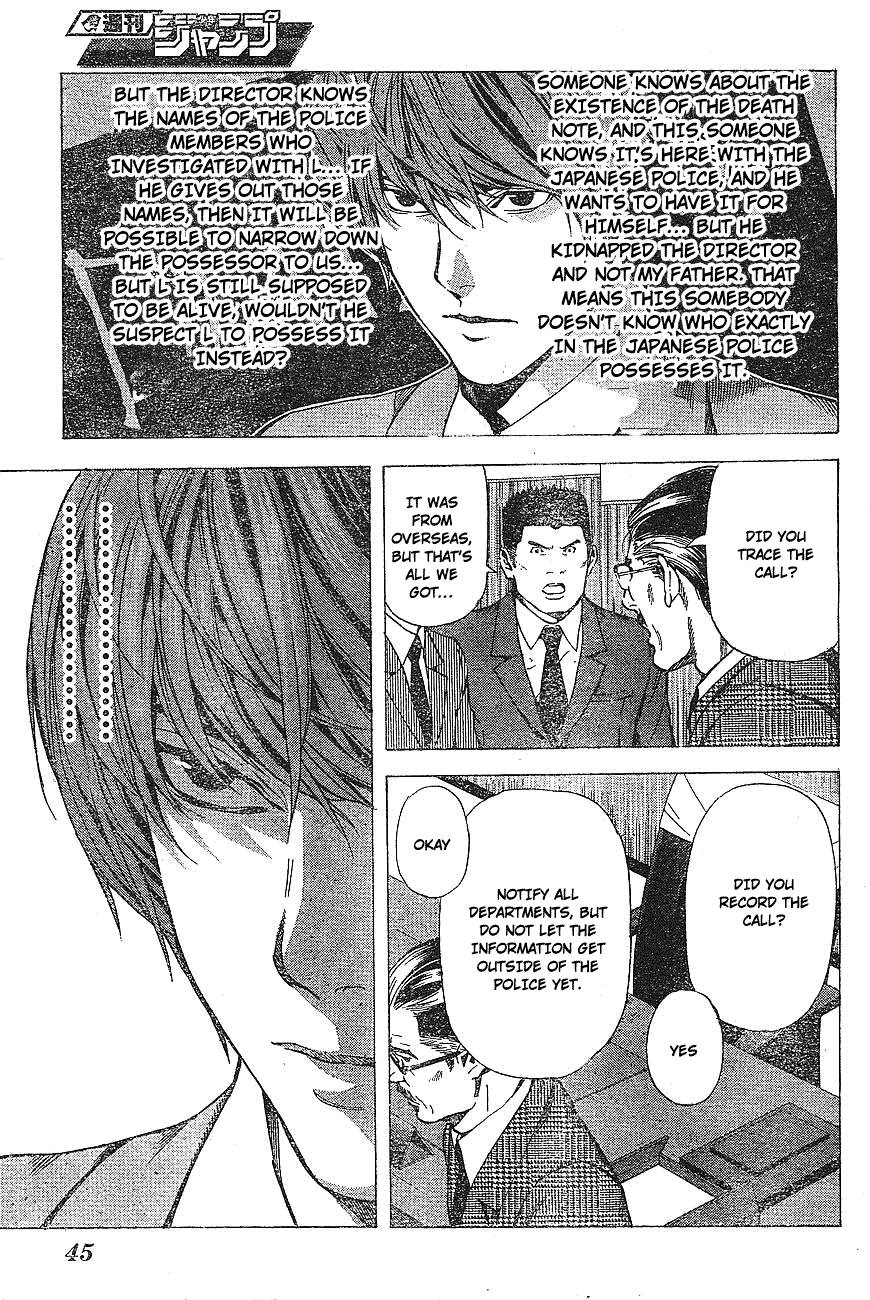 週刊少年
ジャンプ
SOMEONE KNOWS ABOUT THE
EXISTENCE OF THE DEATH
NOTE, AND THIS SOMEONE
KNOWS IT'S HERE WITH THE
JAPANESE POLICE, AND HE
WANTS TO HAVE IT FOR
HIMSELF... BUT HE
KIDNAPPED THE DIRECTOR
AND NOT MY FATHER. THAT
MEANS THIS SOMEBODY
DOESN'T KNOW WHO EXACTLY
IN THE JAPANESE POLICE
POSSESSES IT.
BUT THE DIRECTOR KNOWS
THE NAMES OF THE POLICE
MEMBERS WHO
INVESTIGATED WITH L... IF
HE GIVES OUT THOSE
NAMES, THEN IT WILL BE
POSSIBLE TO NARROW DOWN
THE POSSESSOR TO US...
BUT L IS STILL SUPPOSED
TO BE ALIVE, WOULDN'T HE
SUSPECT L TO POSSESS IT
INSTEAD?
DID YOU
TRACE THE
CALL?
IT WAS
FROM
OVERSEAS,
BUT THAT'S
ALL WE
GOT...
DID YOU
RECORD THE
CALL?
YES
NOTIFY ALL
DEPARTMENTS, BUT
DO NOT LET THE
INFORMATION GET
OUTSIDE OF THE
POLICE YET.
OKAY
45